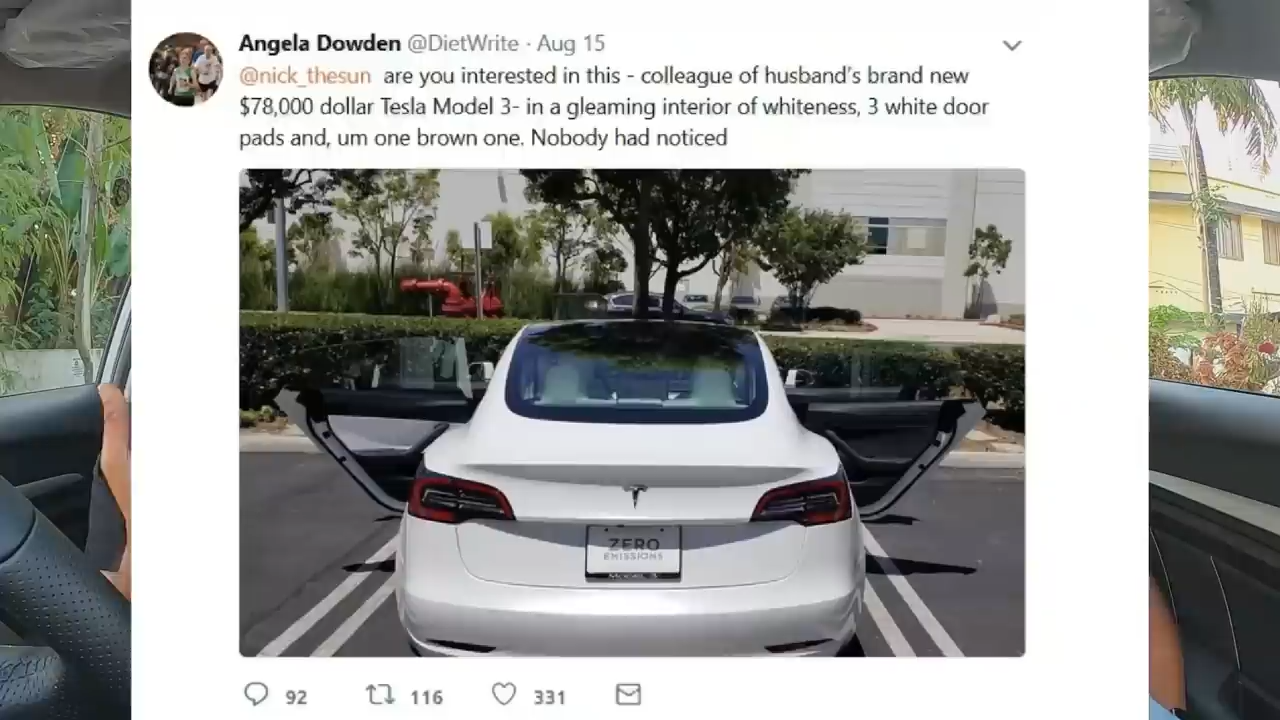 Angela Dowden @DietWrite · Aug 15
@nick_thesun are you interested in this - colleague of husband's brand new
$78,000 dollar Tesla Model 3- in a gleaming interior of whiteness, 3 white door
pads and, um one brown one. Nobody had noticed
ZERO
EMISSIONS
92 116 331